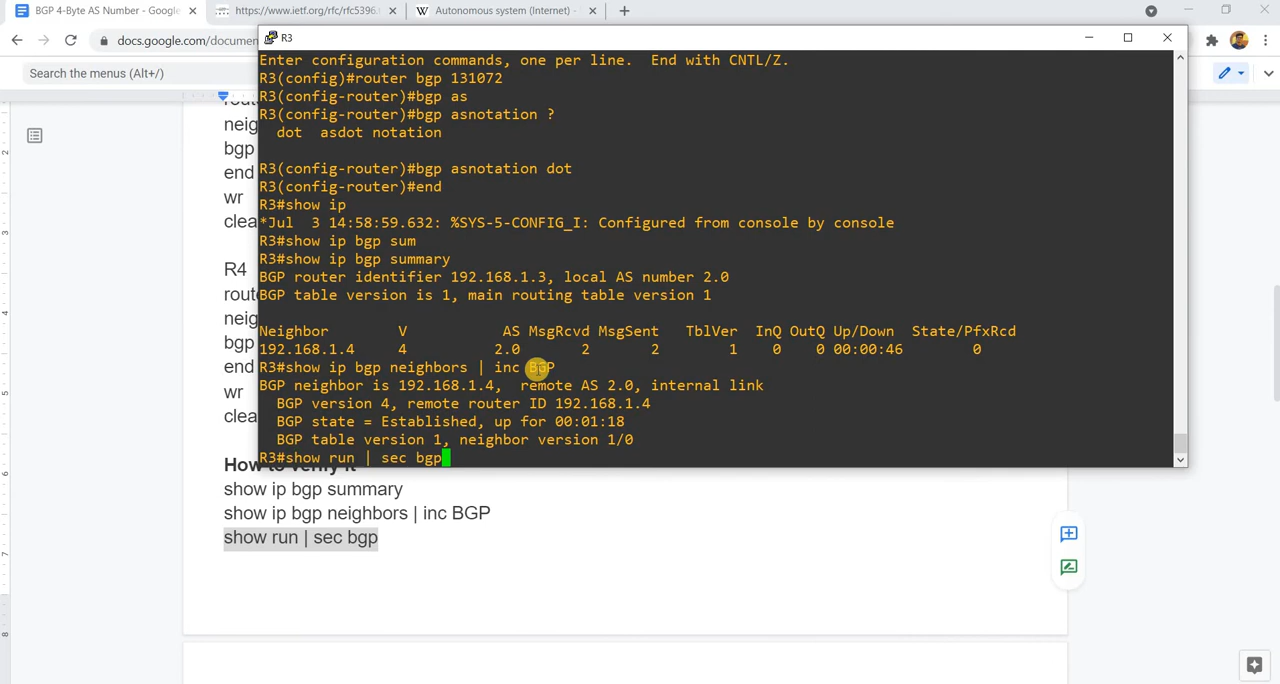 BGP 4-Byte AS Number - Google
https://www.ietf.org/rfc/rfc5396.
Autonomous system (Internet) -
docs.google.com/documen
R3
Search the menus (Alt+/)
Enter configuration commands, one per line.  End with CNTL/Z.
R3(config)#router bgp 131072
R3(config-router)#bgp as
R3(config-router)#bgp asnotation ?
dot  asdot notation
R3(config-router)#bgp asnotation dot
R3(config-router)#end
R3#show ip
*Jul  3 14:58:59.632: %SYS-5-CONFIG_I: Configured from console by console
R3#show ip bgp sum
R3#show ip bgp summary
BGP router identifier 192.168.1.3, local AS number 2.0
BGP table version is 1, main routing table version 1
Neighbor V AS MsgRcvd MsgSent TblVer InQ OutQ Up/Down State/PfxRcd
192.168.1.4 4 2.0 2 2 1 0 0 00:00:46 0
R3#show ip bgp neighbors | inc BGP
BGP neighbor is 192.168.1.4,  remote AS 2.0, internal link
BGP version 4, remote router ID 192.168.1.4
BGP state = Established, up for 00:01:18
BGP table version 1, neighbor version 1/0
R3#show run | sec bgp
rout
neig
bgp
end
wr
clea
R4
rout
neig
bgp
end
wr
clea
How to verify it
show ip bgp summary
show ip bgp neighbors | inc BGP
show run | sec bgp
2
3
4
5
6
7
8